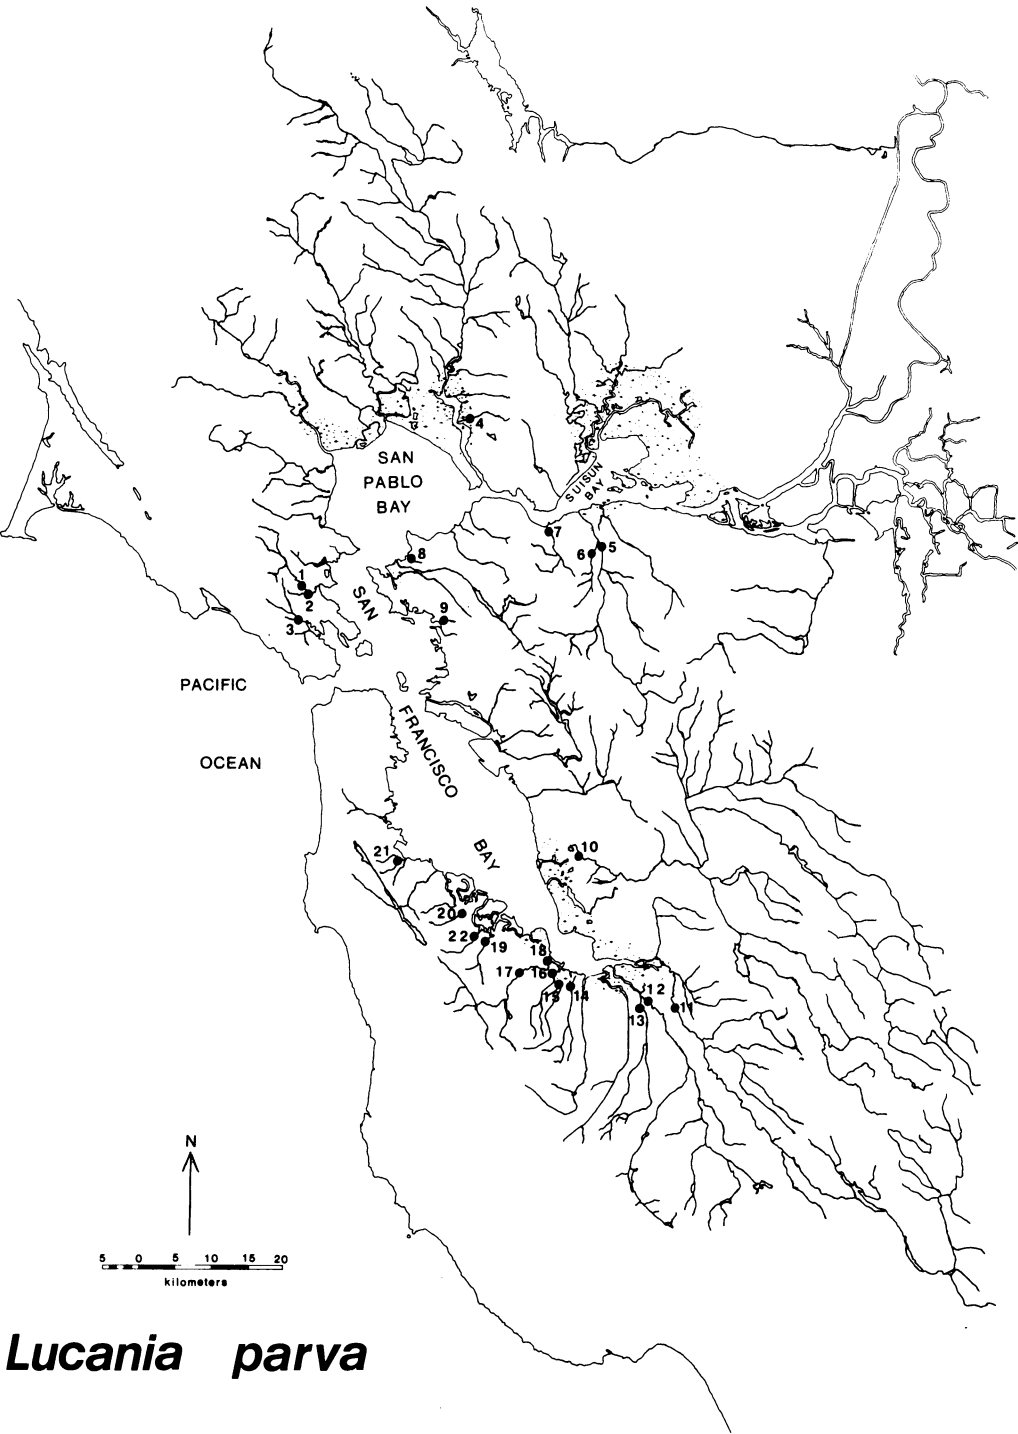 4
SAN
PABLO
BAY
SUISUN
BAY
7
5
6
8
1
2
3
9
SAN
FRANCISCO
BAY
PACIFIC
OCEAN
10
21
20
22
19
18
17
16
15
14
12
13
11
N
5 0 5 10 15 20
kilometers
Lucania parva